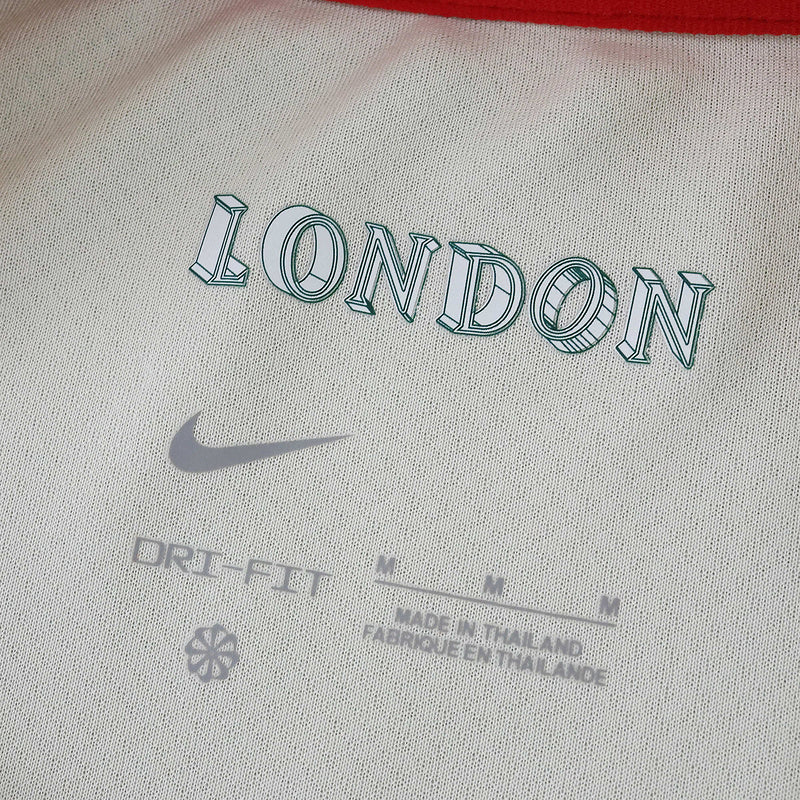 LONDON
DRI-FIT
M M M
MADE IN THAILAND
FABRIQUE EN THAILANDE